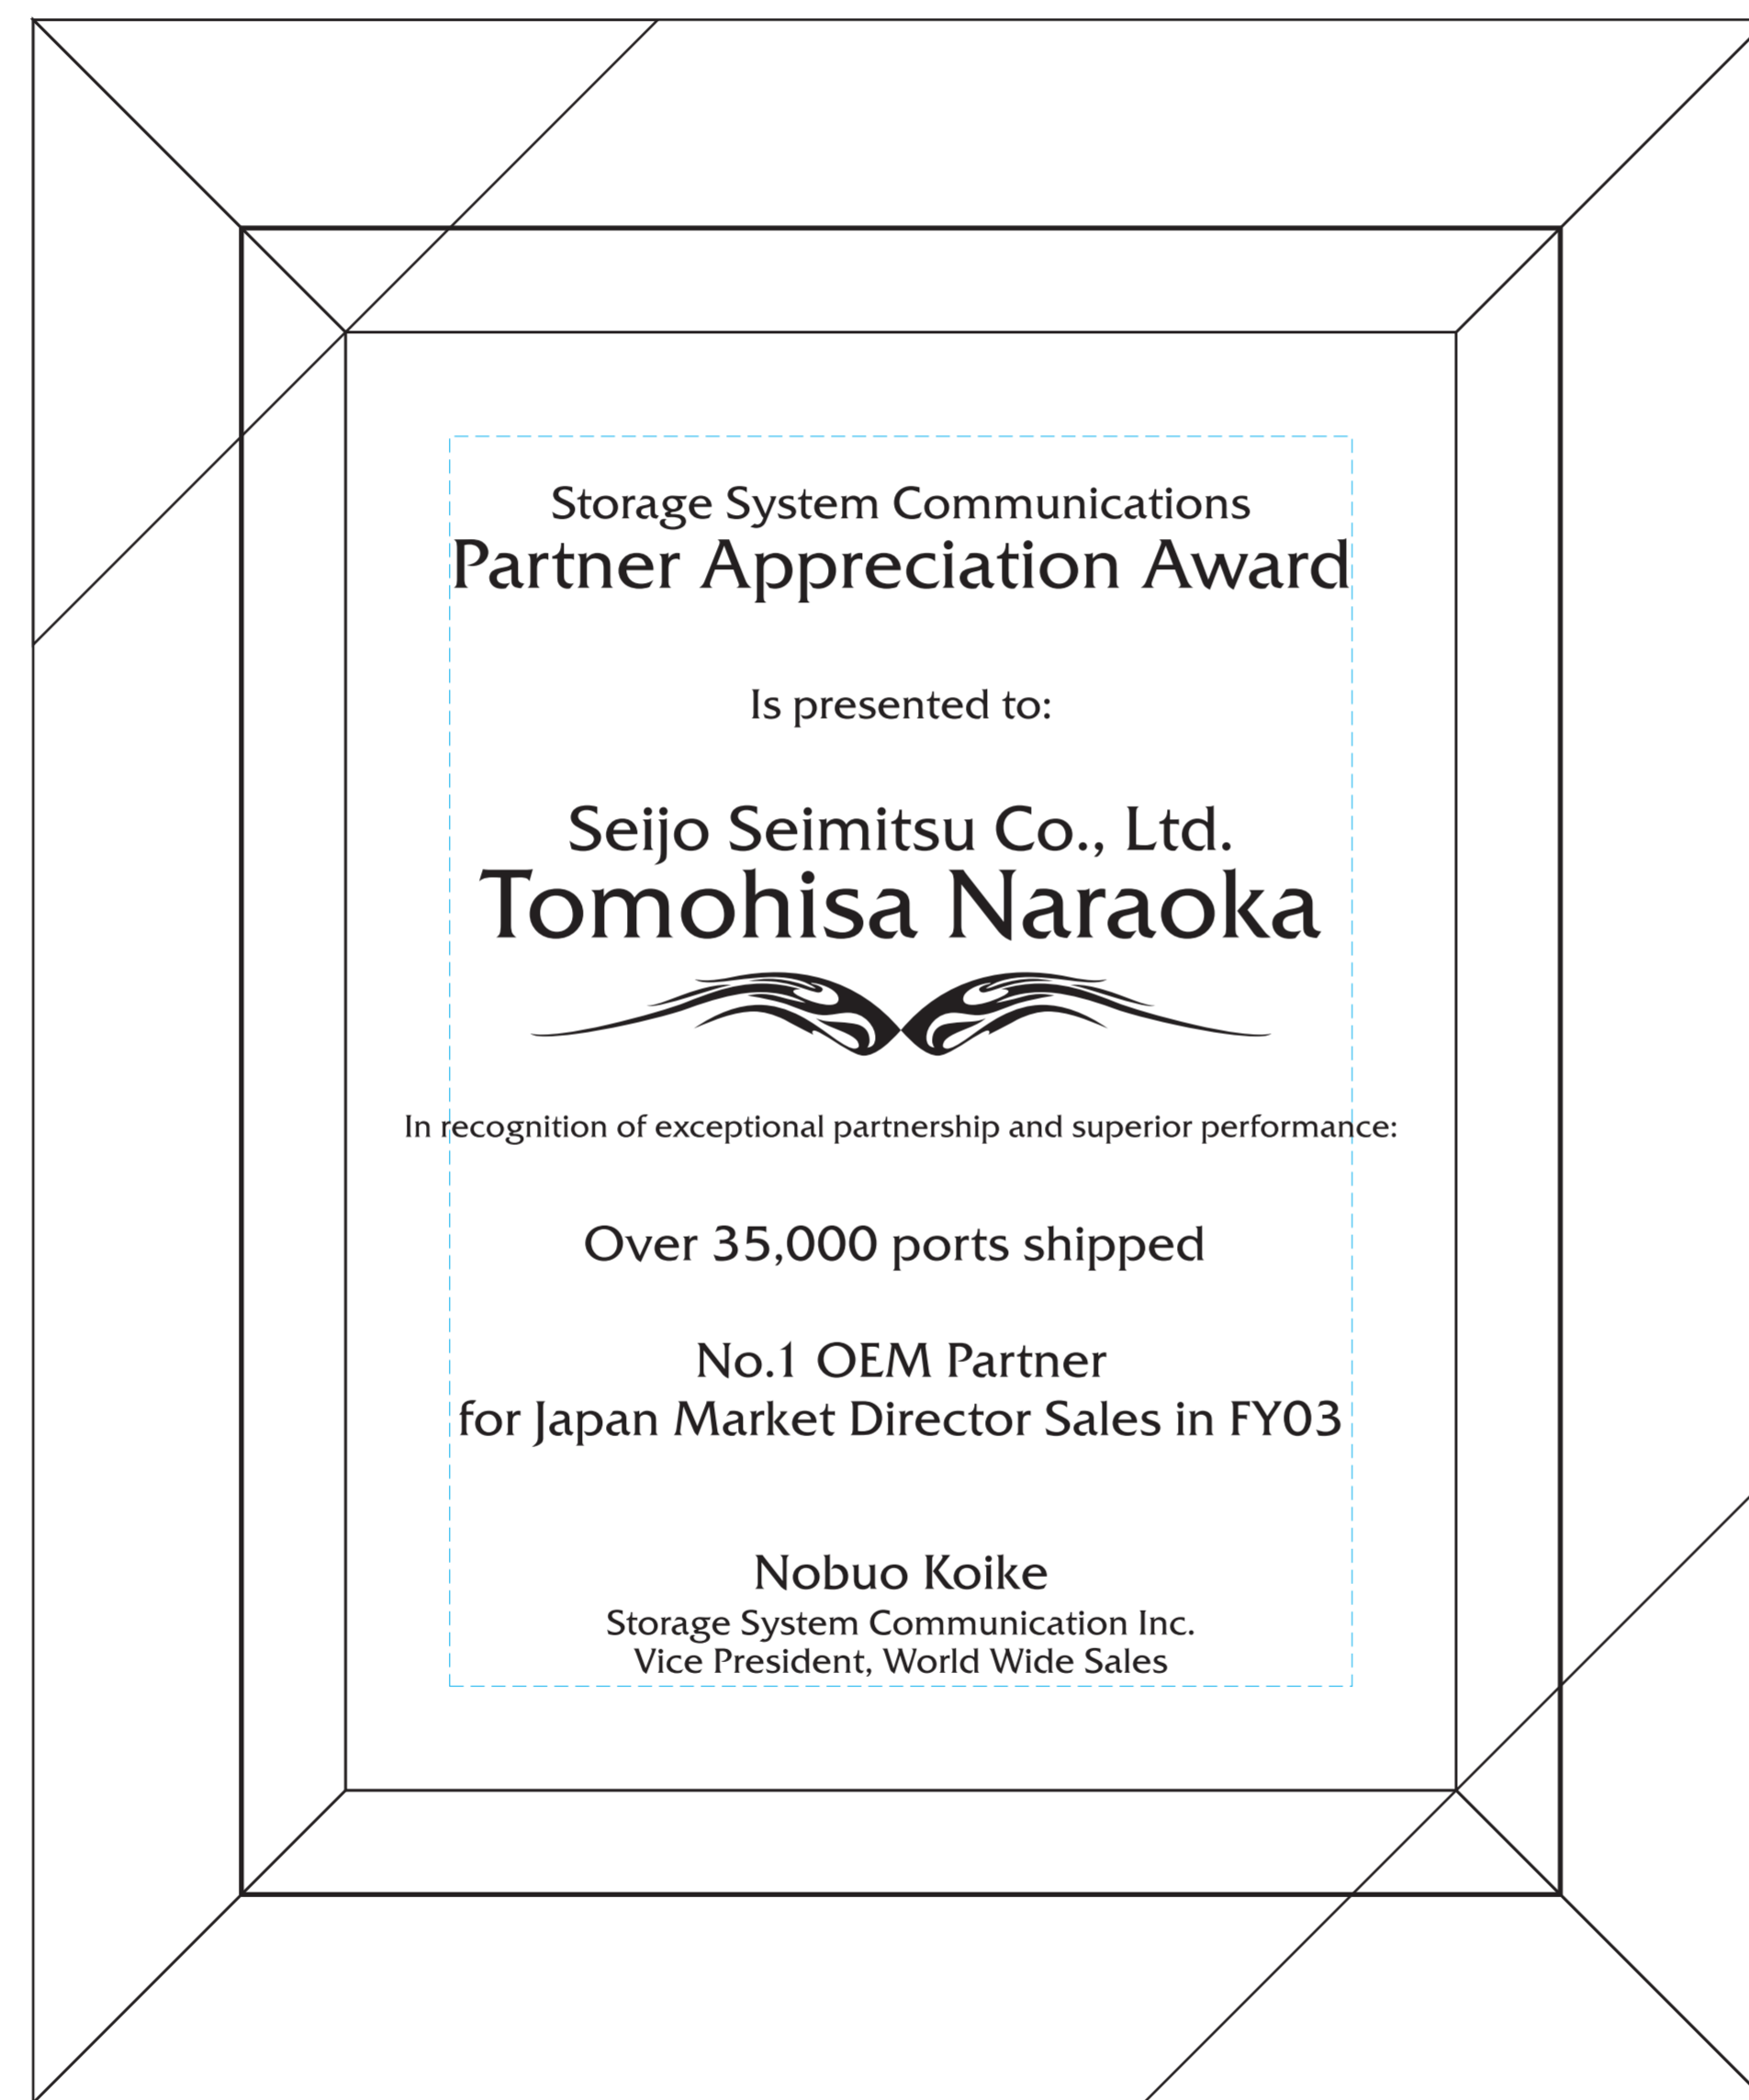 Storage System Communications
Partner Appreciation Award
Is presented to:
Seijo Seimitsu Co., Ltd.
Tomohisa Naraoka
In recognition of exceptional partnership and superior performance:
Over 35,000 ports shipped
No.1 OEM Partner
for Japan Market Director Sales in FY03
Nobuo Koike
Storage System Communication Inc.
Vice President, World Wide Sales